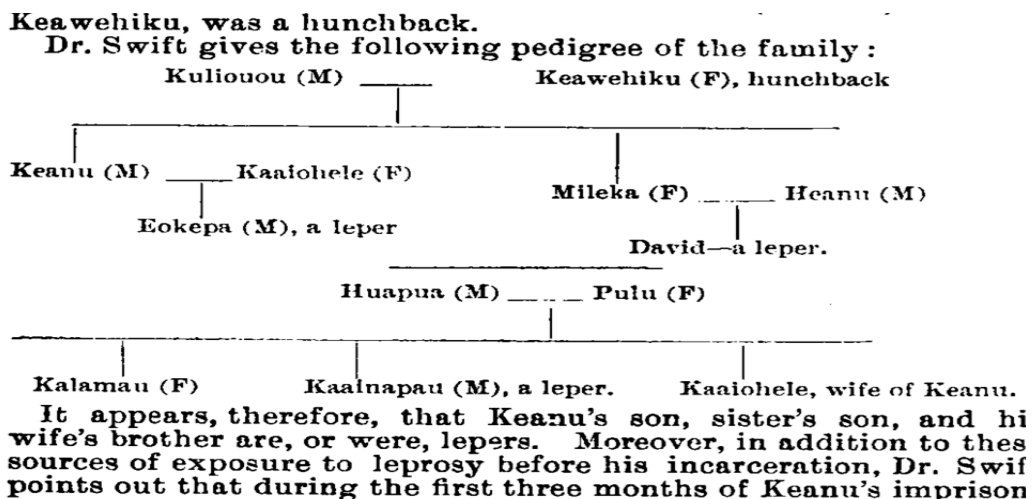 Keawehiku, was a hunchback.
Dr. Swift gives the following pedigree of the family:
Kuliouou (M) Keawehiku (F), hunchback
Keanu (M) Kaaiohele (F)
Mileka (F) Heanu (M)
Eokepa (M), a leper
David—a leper.
Huapua (M) Pulu (F)
Kalamau (F) Kaainapau (M), a leper. Kaaiohele, wife of Keanu.
It appears, therefore, that Keanu's son, sister's son, and hi
wife's brother are, or were, lepers. Moreover, in addition to thes
sources of exposure to leprosy before his incarceration, Dr. Swif
points out that during the first three months of Keanu's imprison